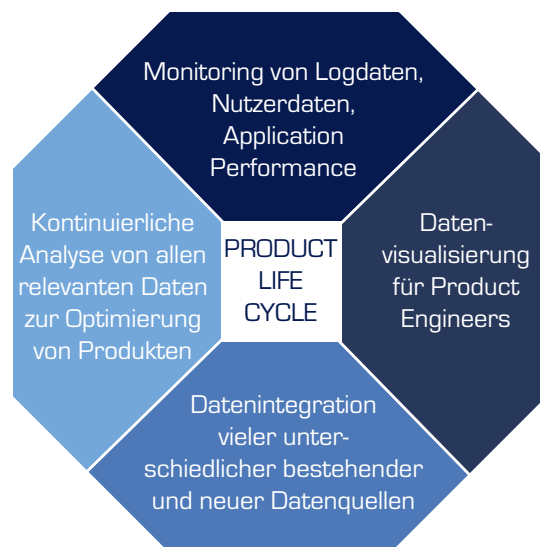 Monitoring von Logdaten,
Nutzerdaten,
Application
Performance
Kontinuierliche
Analyse von allen
relevanten Daten
zur Optimierung
von Produkten
PRODUCT
LIFE
CYCLE
Daten-
visualisierung
für Product
Engineers
Datenintegration
vieler unter-
schiedlicher bestehender
und neuer Datenquellen